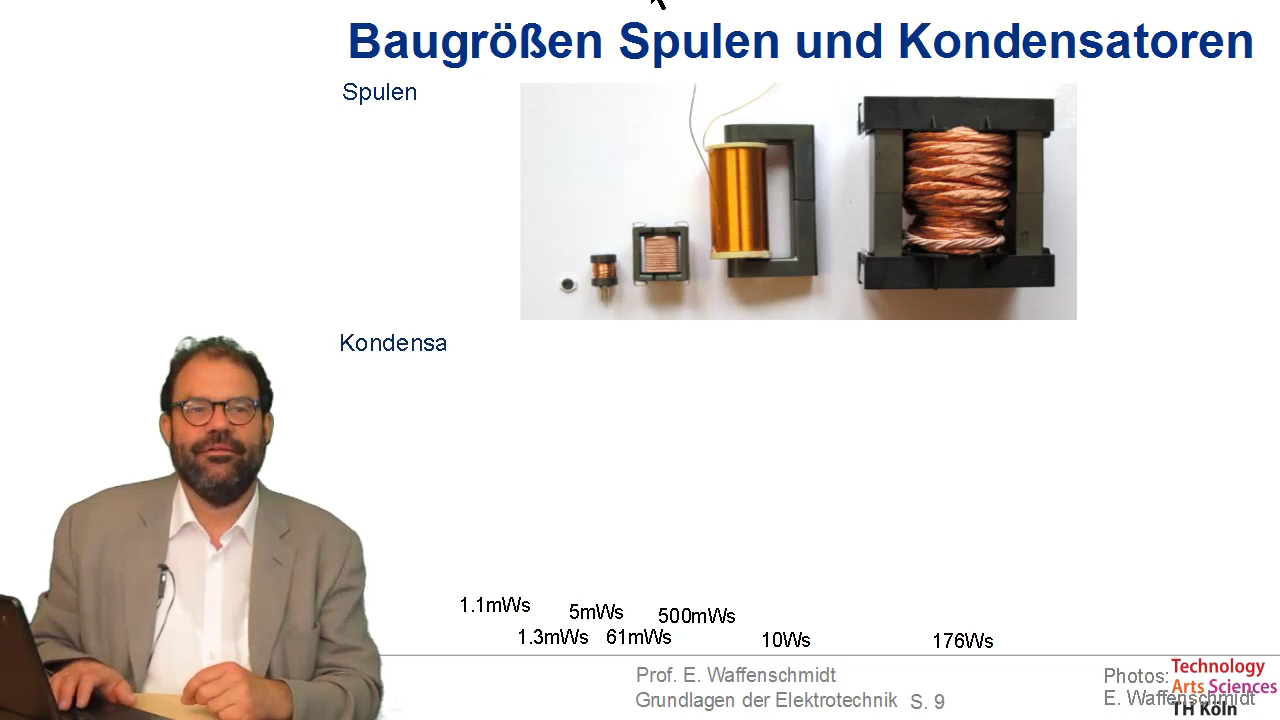 Baugrößen Spulen und Kondensatoren
Spulen
Kondensa
1.1mWs
5mWs
500mWs
1.3mWs
61mWs
10Ws
176Ws
Prof. E. Waffenschmidt
Grundlagen der Elektrotechnik S. 9
Photos:
E. Waffenschmidt
Technology
Arts Sciences
TH Köln